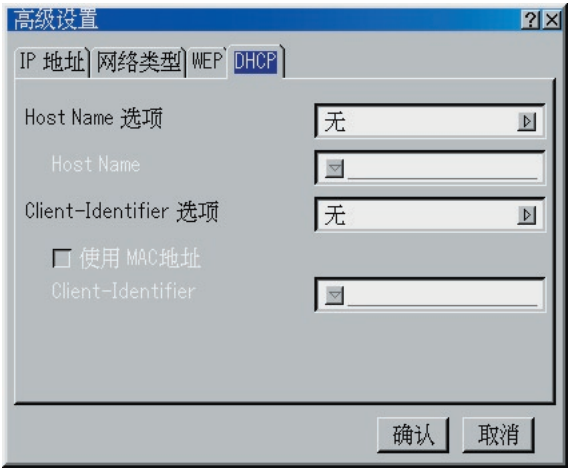 高级设置
IP 地址 网络类型 WEP DHCP
Host Name 选项 无
Host Name
Client-Identifier 选项 无
使用 MAC地址
Client-Identifier
确认 取消